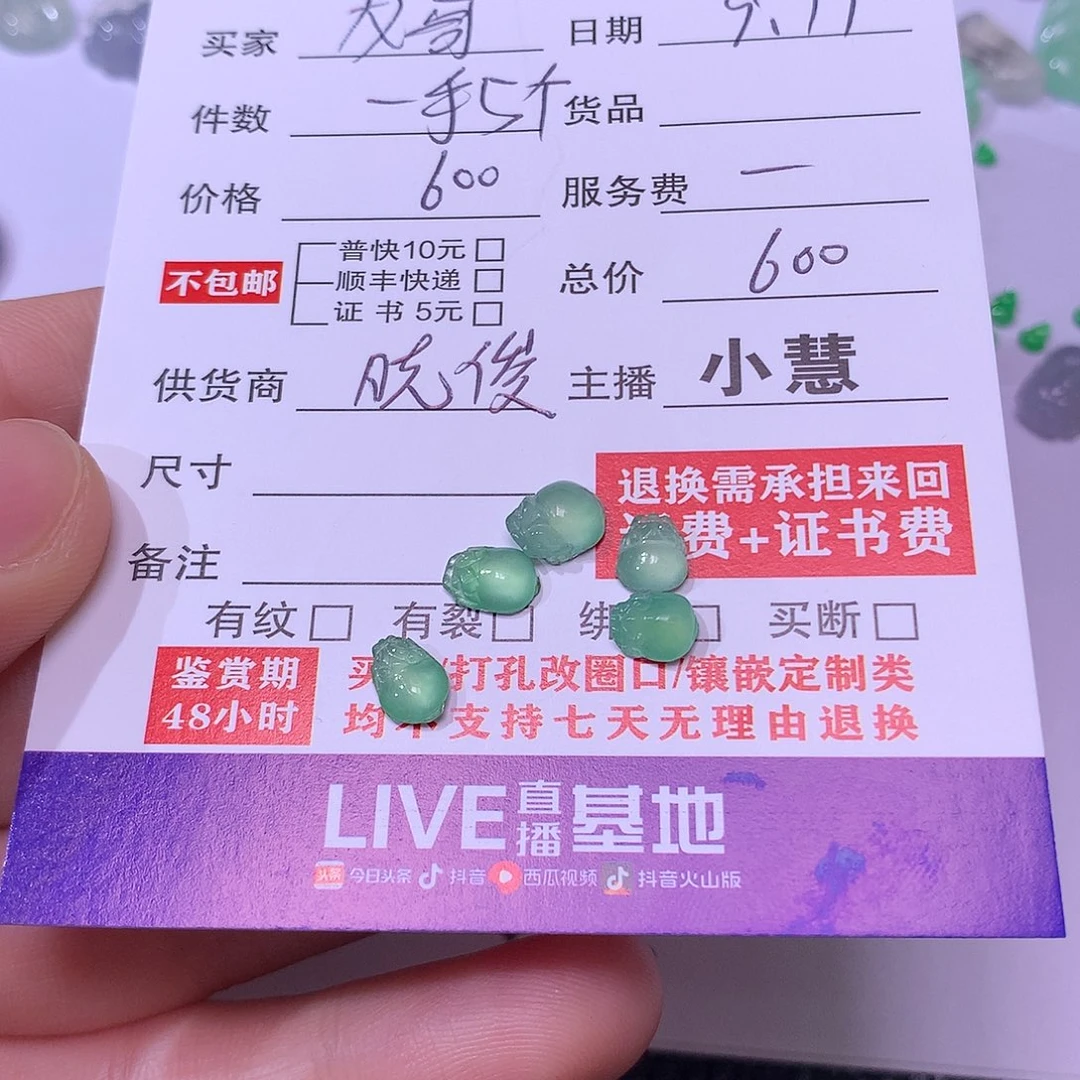 买家 龙哥 日期 9.11
件数 一手5个 货品
价格 600 服务费 一
普快10元
不包邮 顺丰快递 总价 600
证书 5元
供货商 晓俊 主播 小慧
尺寸
退换需承担来回
费+证书费
备注
有纹 有裂 绑 买断
鉴赏期 买 /打孔改圈口/镶嵌定制类
48小时 均不支持七天无理由退换
LIVE 直播 基地
头条 今日头条 抖音 西瓜视频 抖音火山版